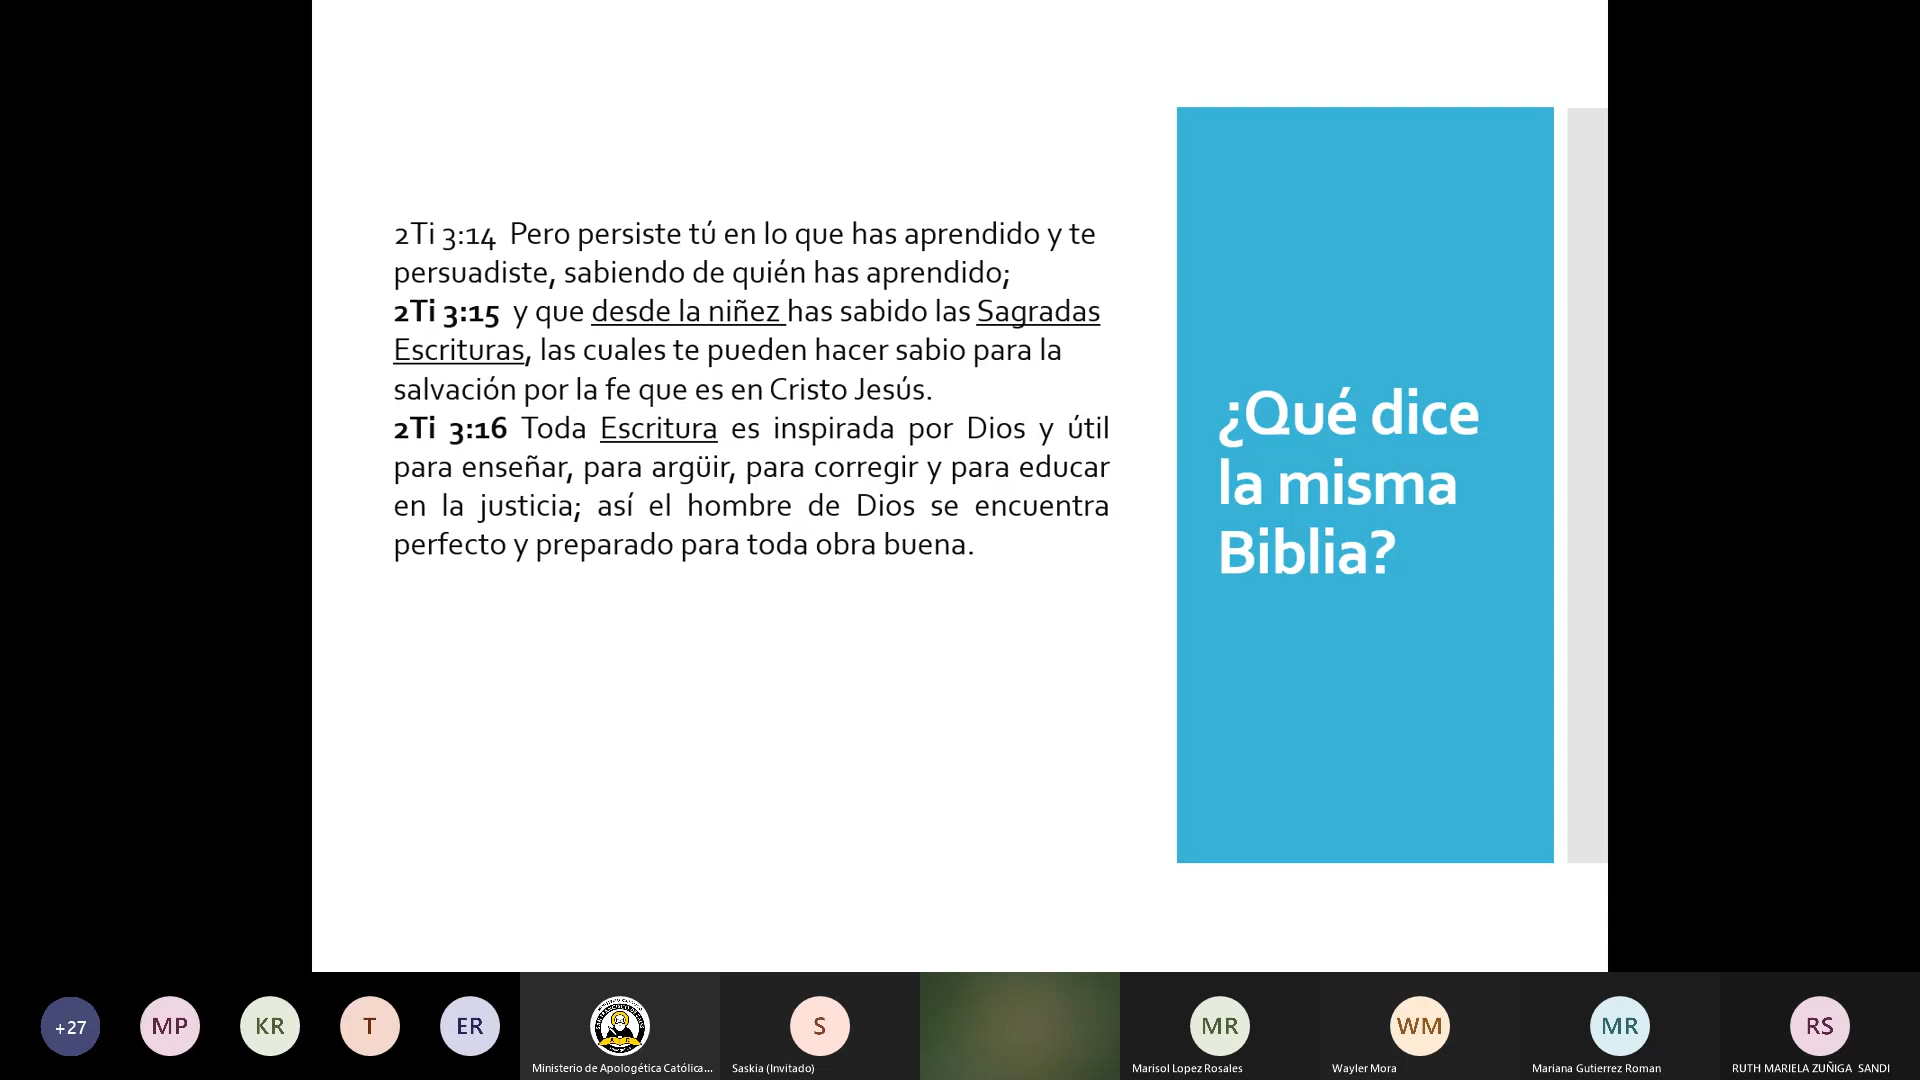 2Ti 3:14  Pero persiste tú en lo que has aprendido y te
persuadiste, sabiendo de quién has aprendido;
2Ti 3:15  y que desde la niñez has sabido las Sagradas
Escrituras, las cuales te pueden hacer sabio para la
salvación por la fe que es en Cristo Jesús.
2Ti 3:16 Toda Escritura es inspirada por Dios y útil
para enseñar, para argüir, para corregir y para educar
en la justicia; así el hombre de Dios se encuentra
perfecto y preparado para toda obra buena.
¿Qué dice
la misma
Biblia?
+27
MP
KR
T
ER
Ministerio de Apologética Católica...
S
Saskia (Invitado)
MR
Marisol Lopez Rosales
WM
Wayler Mora
MR
Mariana Gutierrez Roman
RS
RUTH MARIELA ZUÑIGA  SANDI